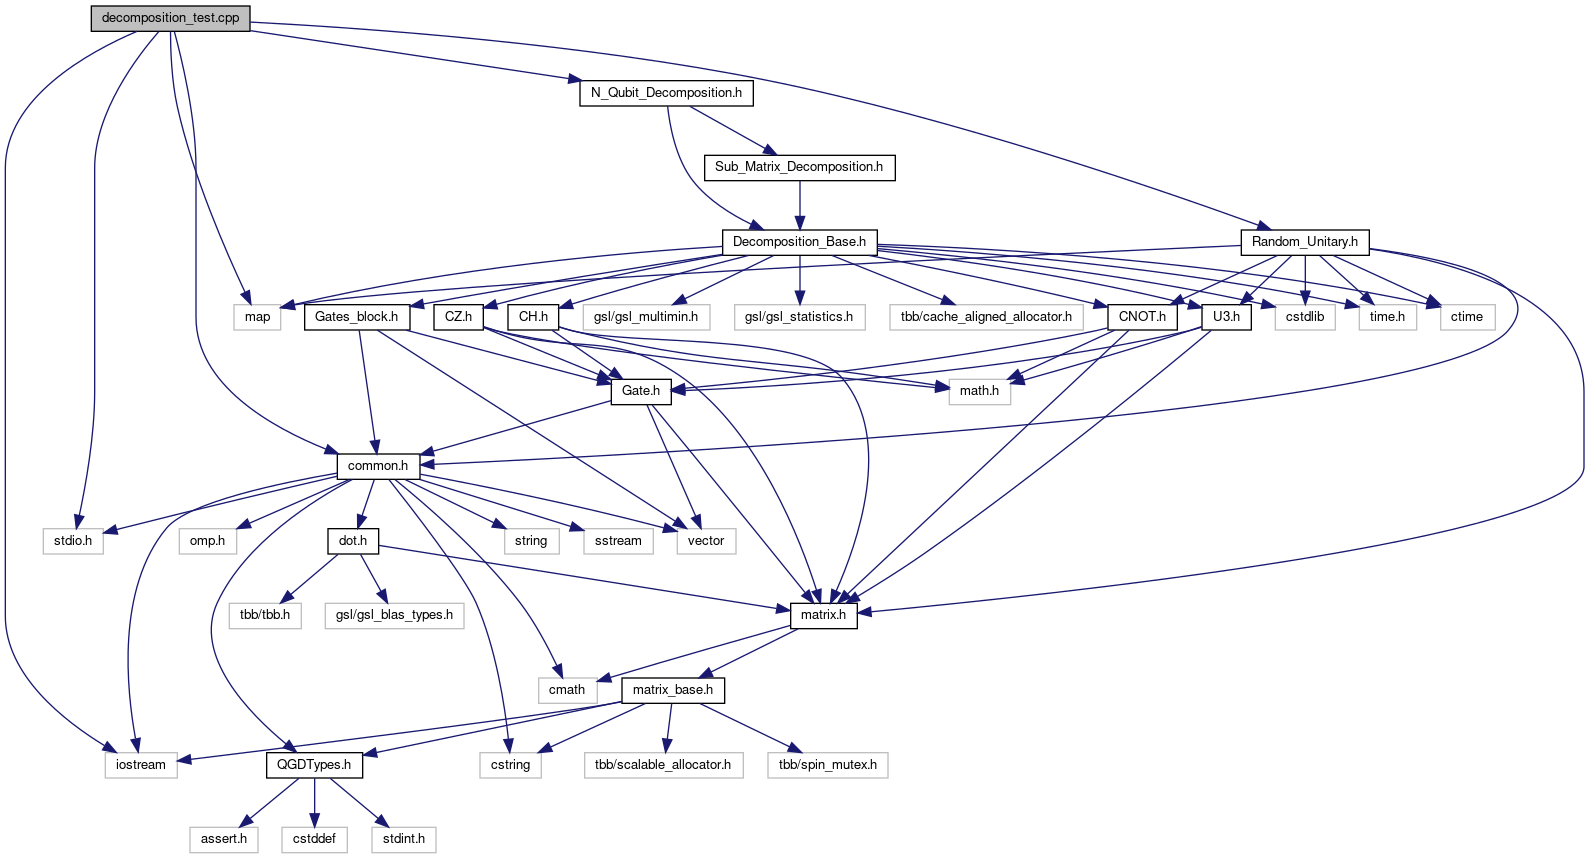 decomposition_test.cpp
N_Qubit_Decomposition.h
Sub_Matrix_Decomposition.h
Decomposition_Base.h
Random_Unitary.h
map
Gates_block.h
CZ.h
CH.h
gsl/gsl_multimin.h
gsl/gsl_statistics.h
tbb/cache_aligned_allocator.h
CNOT.h
U3.h
cstdlib
time.h
ctime
Gate.h
math.h
common.h
stdio.h
omp.h
dot.h
string
sstream
vector
tbb/tbb.h
gsl/gsl_blas_types.h
matrix.h
cmath
matrix_base.h
iostream
QGDTypes.h
cstring
tbb/scalable_allocator.h
tbb/spin_mutex.h
assert.h
cstddef
stdint.h